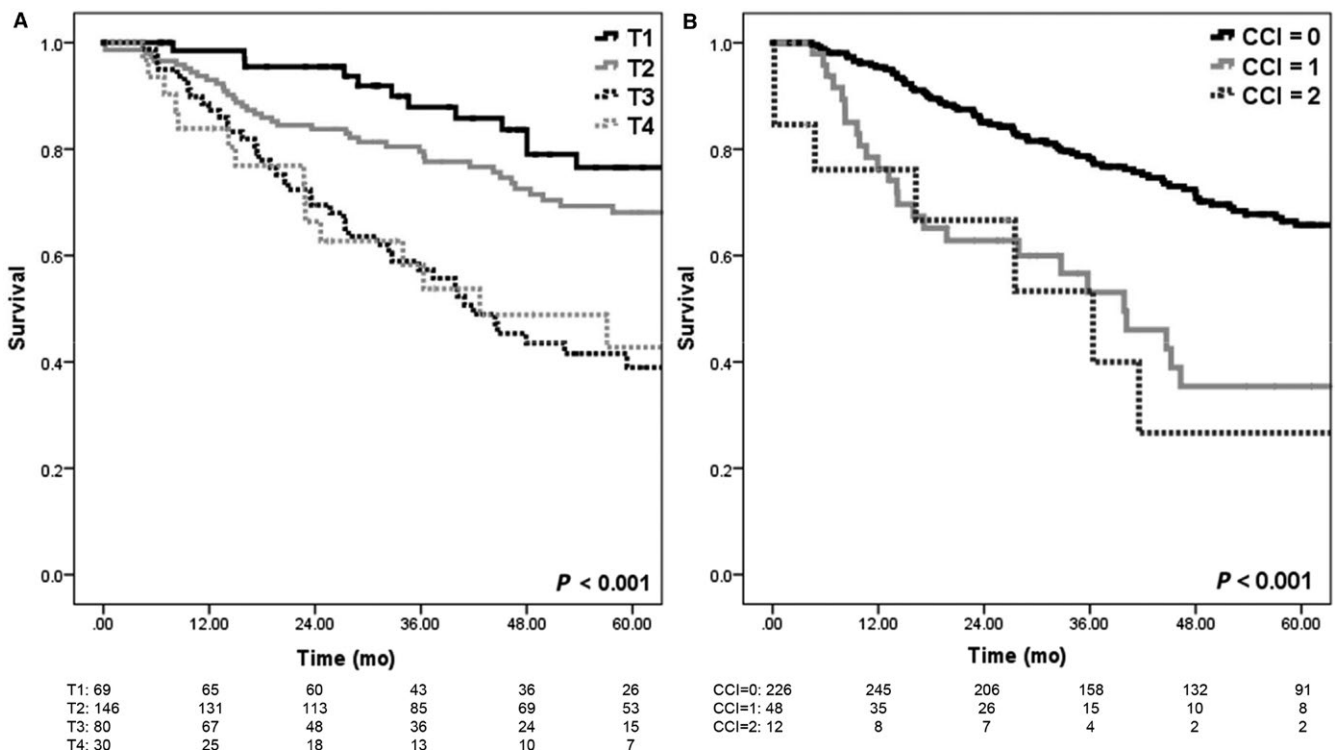 A
T1
T2
T3
T4
1.0
0.8
0.6
0.4
0.2
0.0
Survival
P < 0.001
.00 12.00 24.00 36.00 48.00 60.00
Time (mo)
T1: 69 65 60 43 36 26
T2: 146 131 113 85 69 53
T3: 80 67 48 36 24 15
T4: 30 25 18 13 10 7
B
CCI = 0
CCI = 1
CCI = 2
1.0
0.8
0.6
0.4
0.2
0.0
Survival
P < 0.001
.00 12.00 24.00 36.00 48.00 60.00
Time (mo)
CCI=0: 226 245 206 158 132 91
CCI=1: 48 35 26 15 10 8
CCI=2: 12 8 7 4 2 2